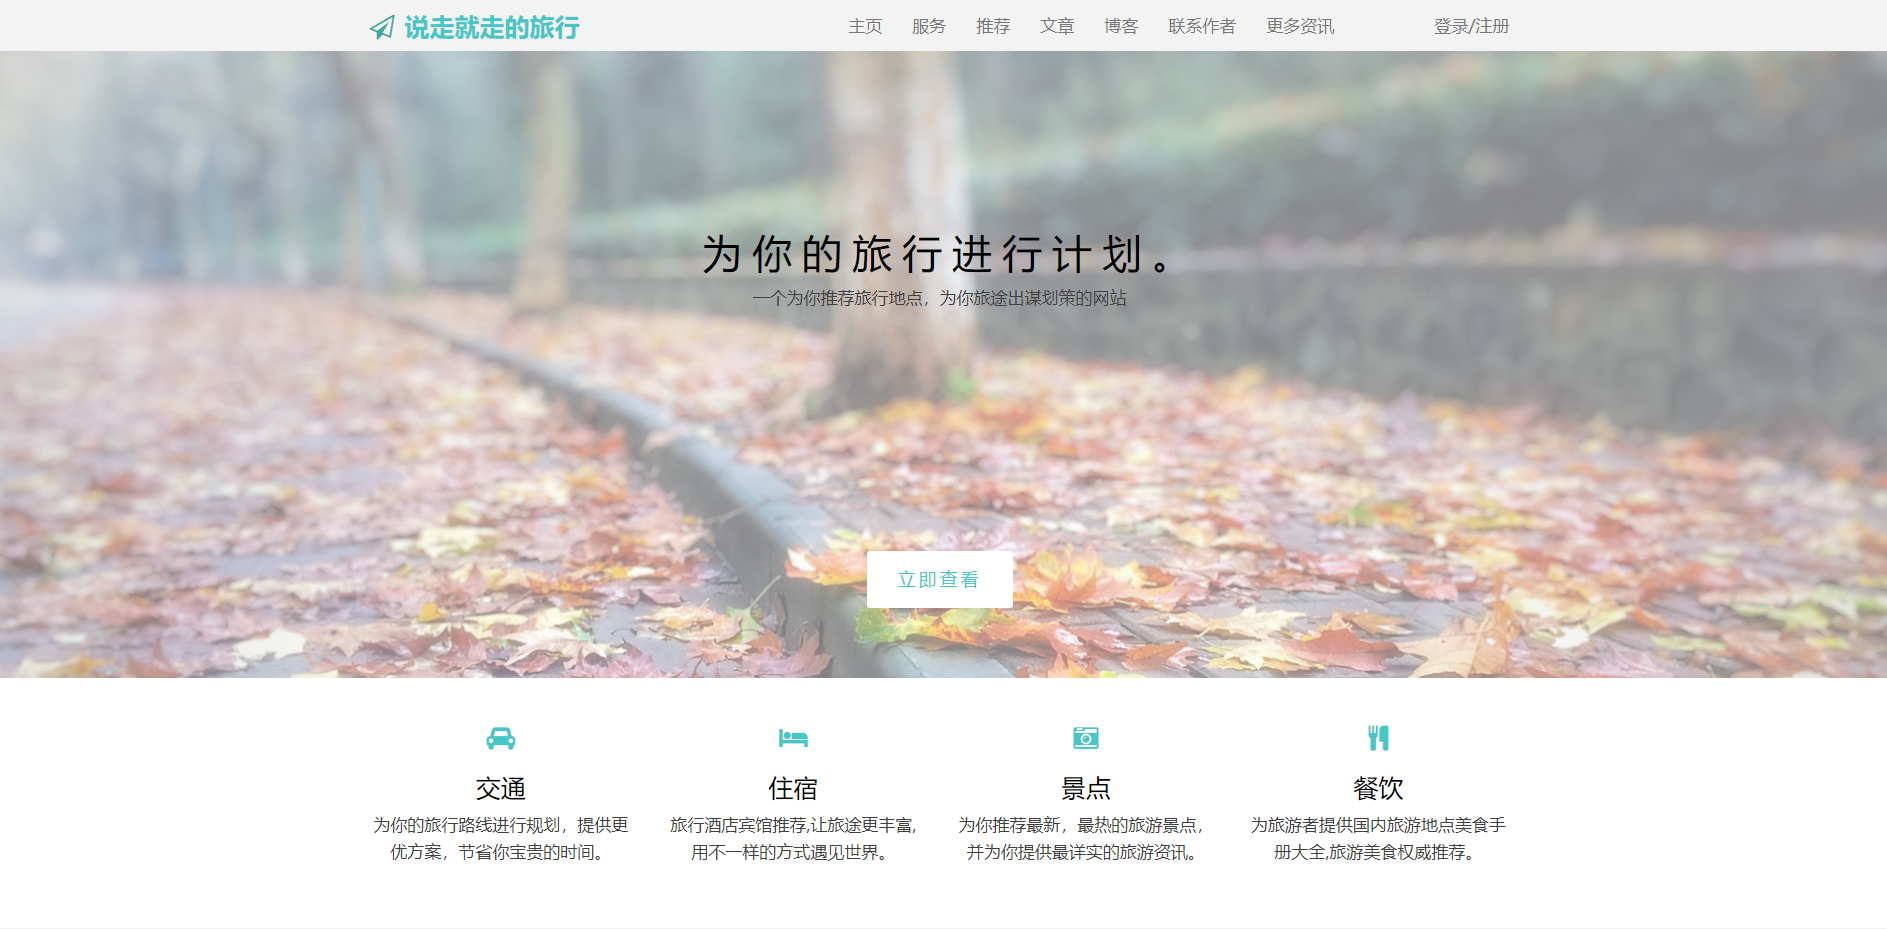 说走就走的旅行
主页 服务 推荐 文章 博客 联系作者 更多资讯 登录/注册
为你的旅行进行计划。
一个为你推荐旅行地点，为你旅途出谋划策的网站
立即查看
交通
为你的旅行路线进行规划，提供更
优方案，节省你宝贵的时间。
住宿
旅行酒店宾馆推荐,让旅途更丰富,
用不一样的方式遇见世界。
景点
为你推荐最新，最热的旅游景点，
并为你提供最详实的旅游资讯。
餐饮
为旅游者提供国内旅游地点美食手
册大全,旅游美食权威推荐。